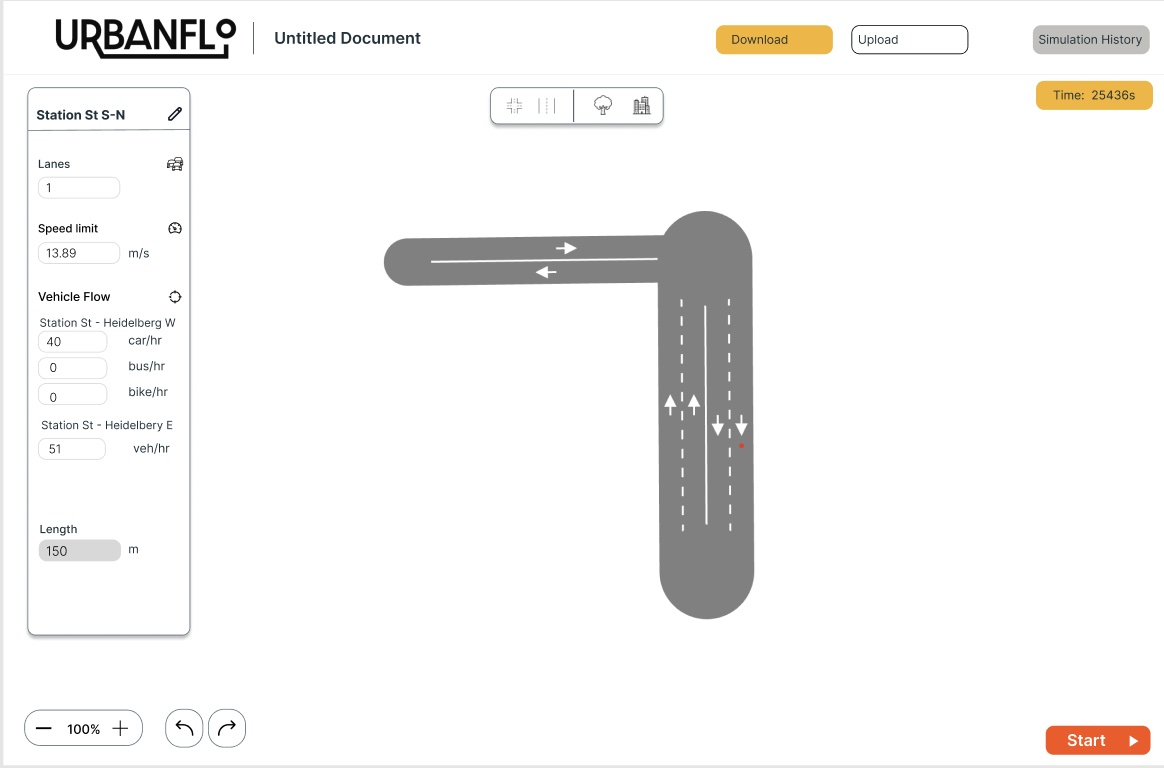 URBANFLO
Untitled Document
Download
Upload
Simulation History
Time: 25436s
Station St S-N
Lanes
1
Speed limit
13.89 m/s
Vehicle Flow
Station St - Heidelberg W
40 car/hr
0 bus/hr
0 bike/hr
Station St - Heidelbery E
51 veh/hr
Length
150 m
100%
Start